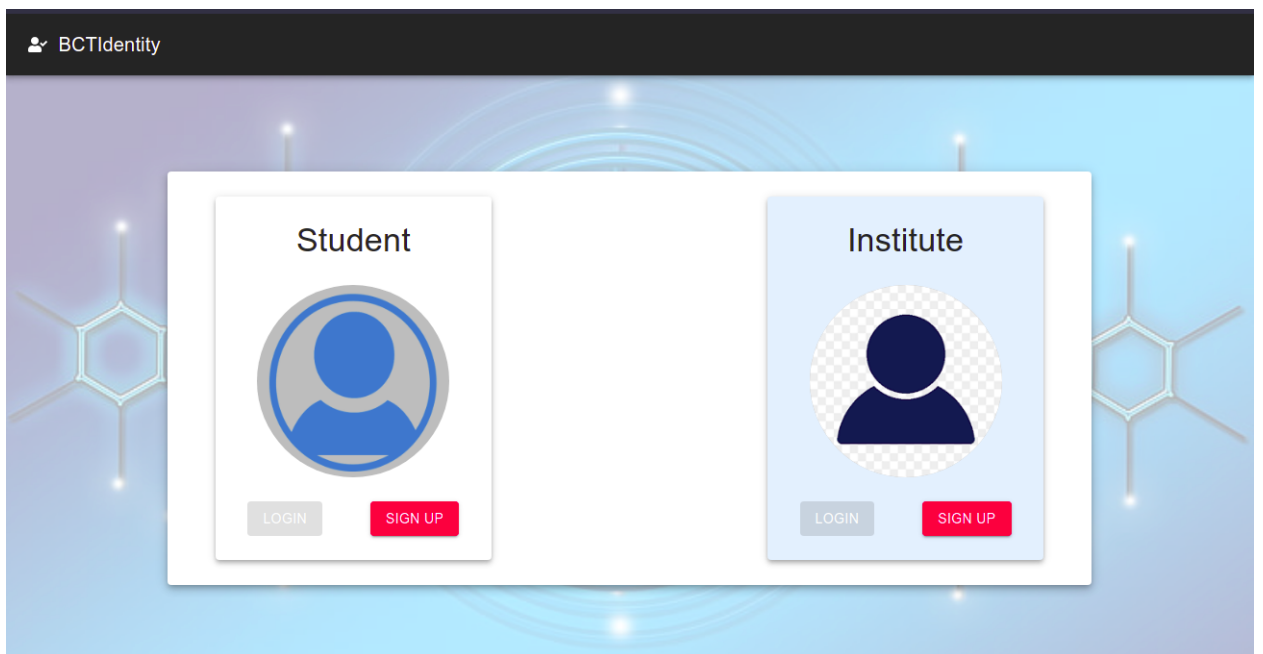 BCTIdentity
Student
Institute
LOGIN
SIGN UP
LOGIN
SIGN UP